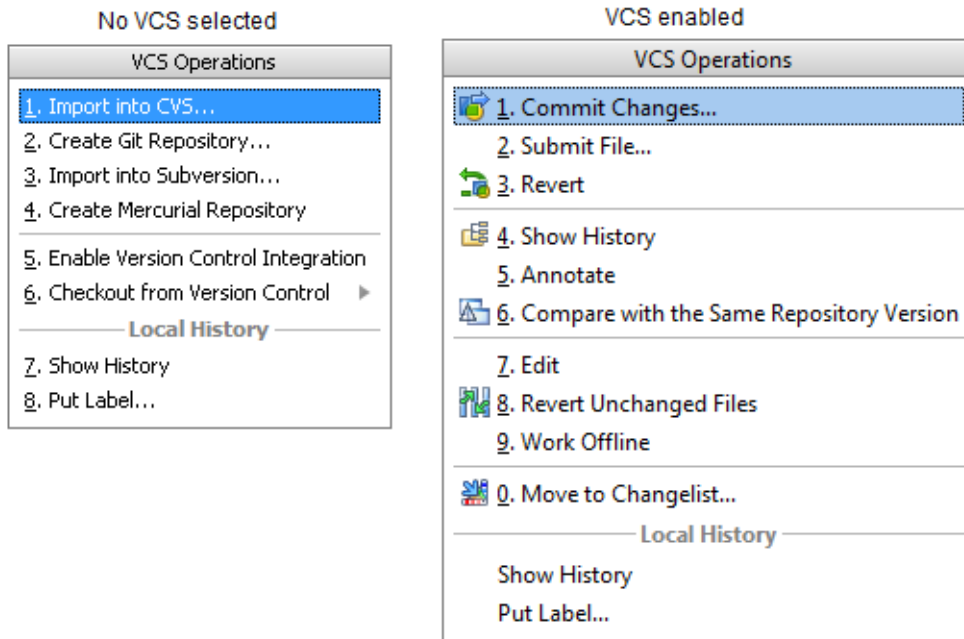 No VCS selected
VCS Operations
1. Import into CVS...
2. Create Git Repository...
3. Import into Subversion...
4. Create Mercurial Repository
5. Enable Version Control Integration
6. Checkout from Version Control
Local History
7. Show History
8. Put Label...
VCS enabled
VCS Operations
1. Commit Changes...
2. Submit File...
3. Revert
4. Show History
5. Annotate
6. Compare with the Same Repository Version
7. Edit
8. Revert Unchanged Files
9. Work Offline
0. Move to Changelist...
Local History
Show History
Put Label...